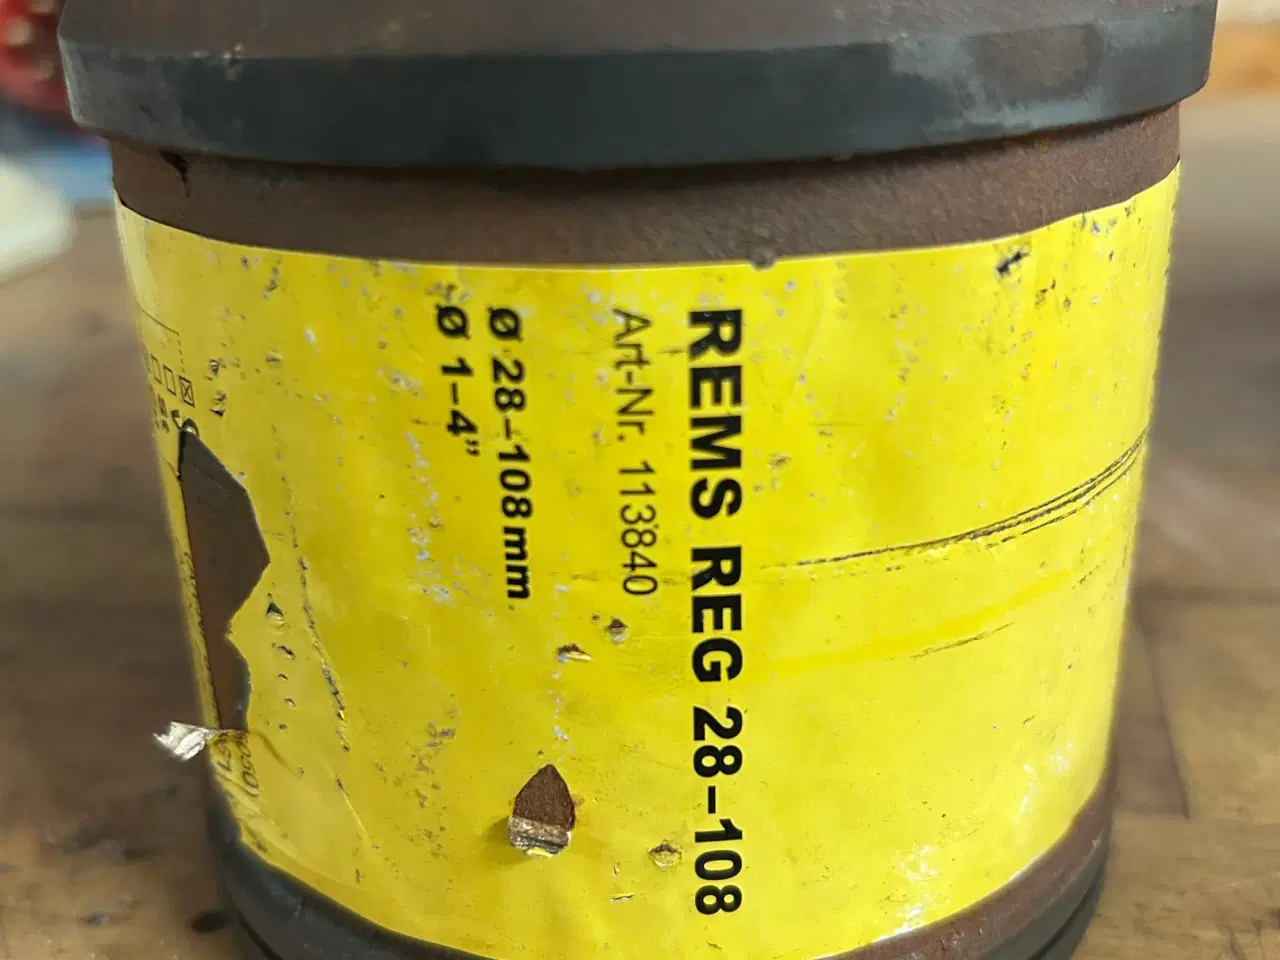 REMS REG 28–108
Art-Nr. 113840
Ø 28–108 mm
Ø 1–4"